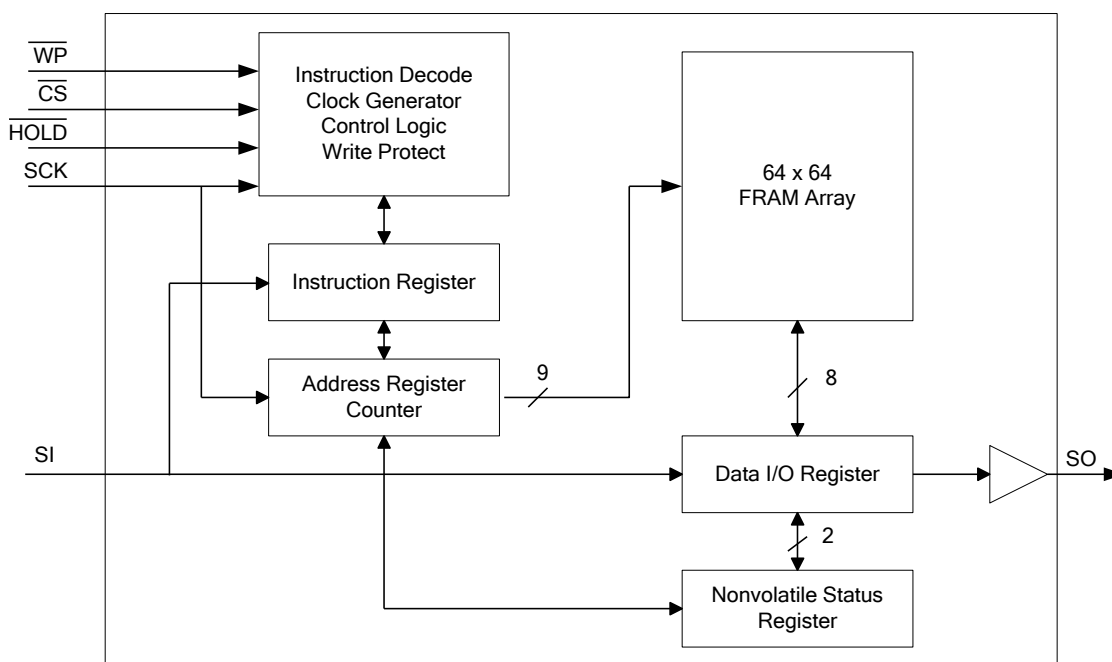 WP
CS
HOLD
SCK
Instruction Decode
Clock Generator
Control Logic
Write Protect
64 x 64
FRAM Array
Instruction Register
Address Register
Counter
9
8
SI
Data I/O Register
SO
2
Nonvolatile Status
Register